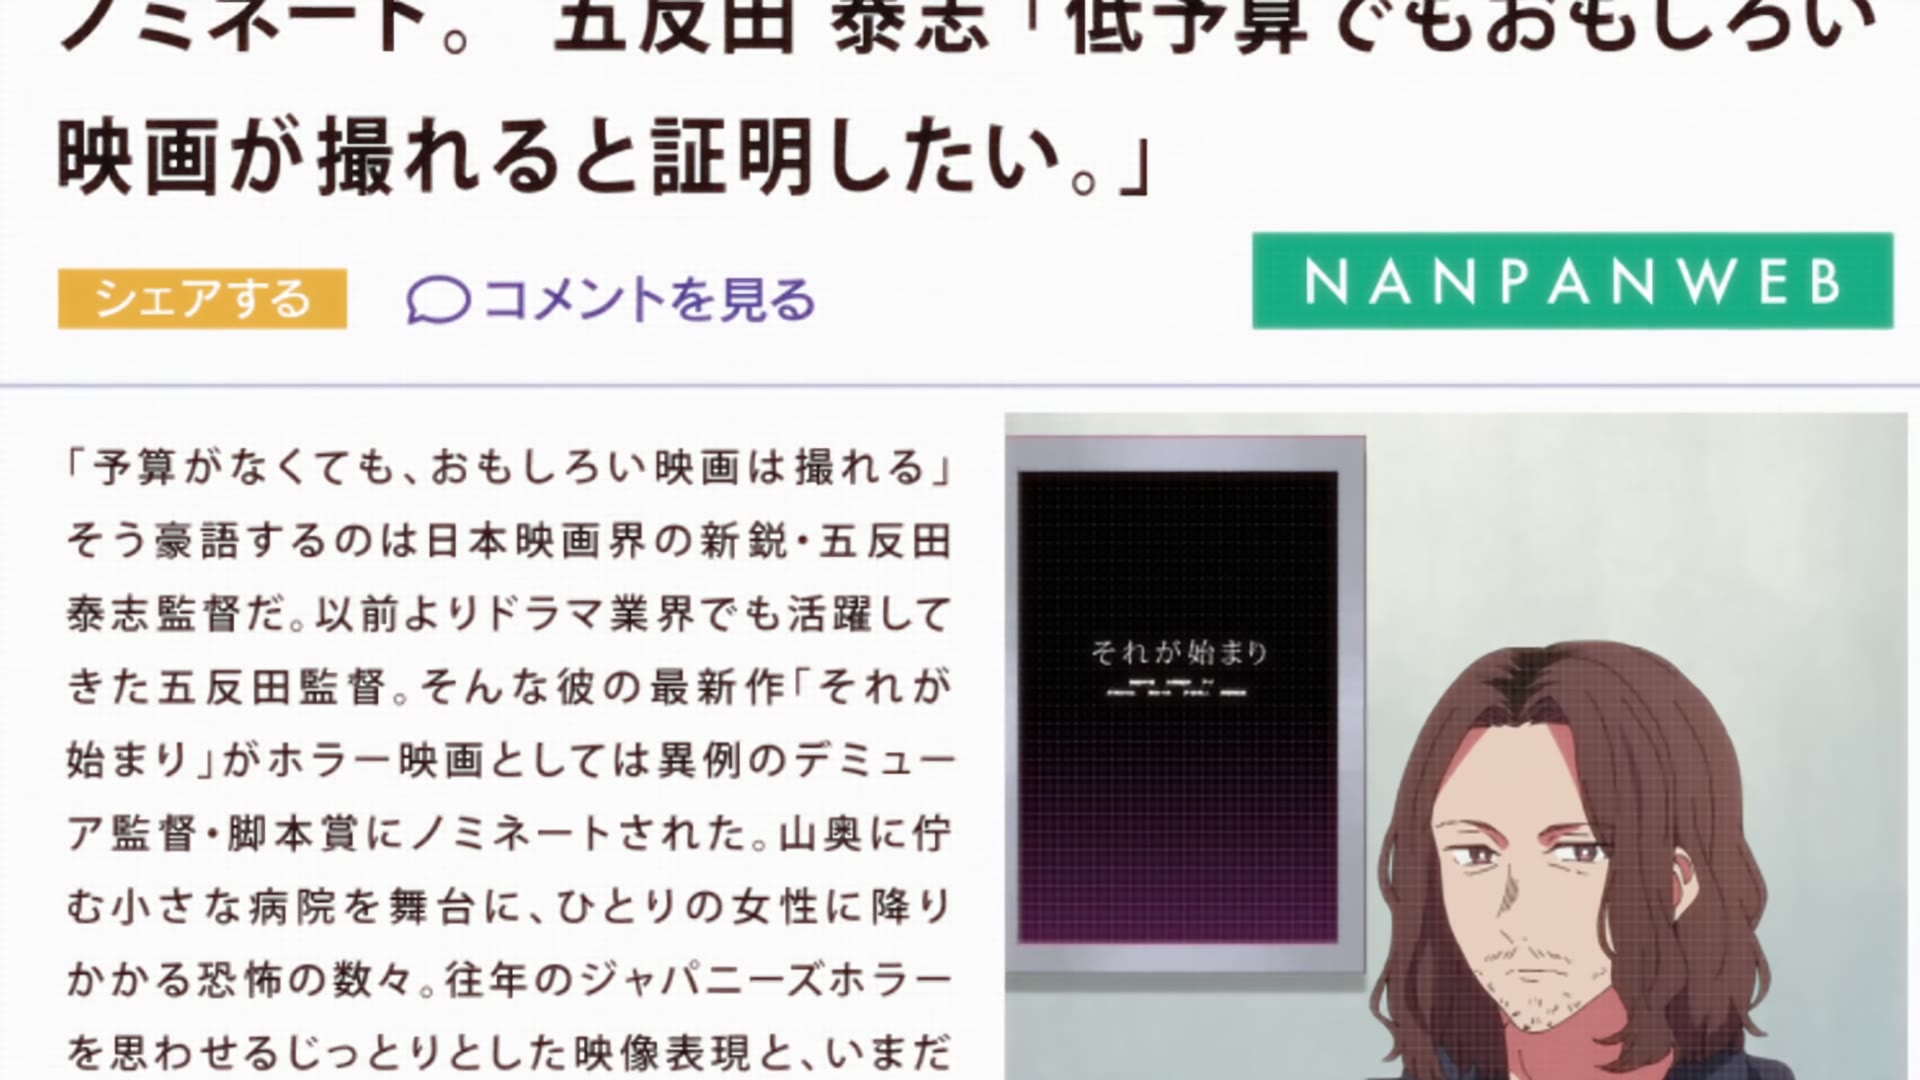 ノミネート。 五反田 泰志「低予算でもおもしろい
映画が撮れると証明したい。」
シェアする
コメントを見る
NANPANWEB
「予算がなくても、おもしろい映画は撮れる」
そう豪語するのは日本映画界の新鋭・五反田
泰志監督だ。以前よりドラマ業界でも活躍して
きた五反田監督。そんな彼の最新作「それが
始まり」がホラー映画としては異例のデミュー
ア監督・脚本賞にノミネートされた。山奥に佇
む小さな病院を舞台に、ひとりの女性に降り
かかる恐怖の数々。往年のジャパニーズホラー
を思わせるじっとりとした映像表現と、いまだ
それが始まり